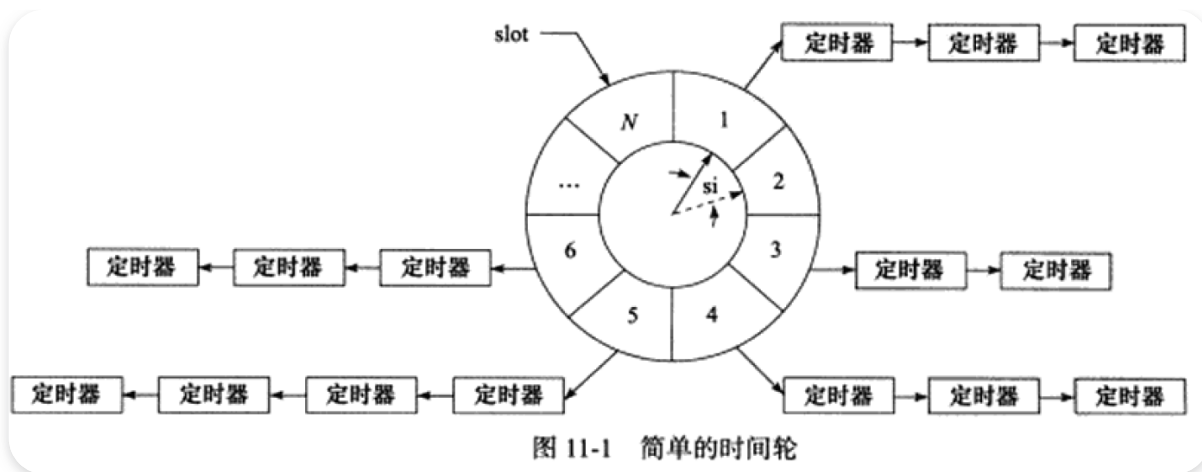 slot
定时器 定时器 定时器
N 1
... si 2
6 3
定时器 定时器 定时器 定时器 定时器
5 4
定时器 定时器 定时器 定时器 定时器 定时器 定时器
图 11-1 简单的时间轮